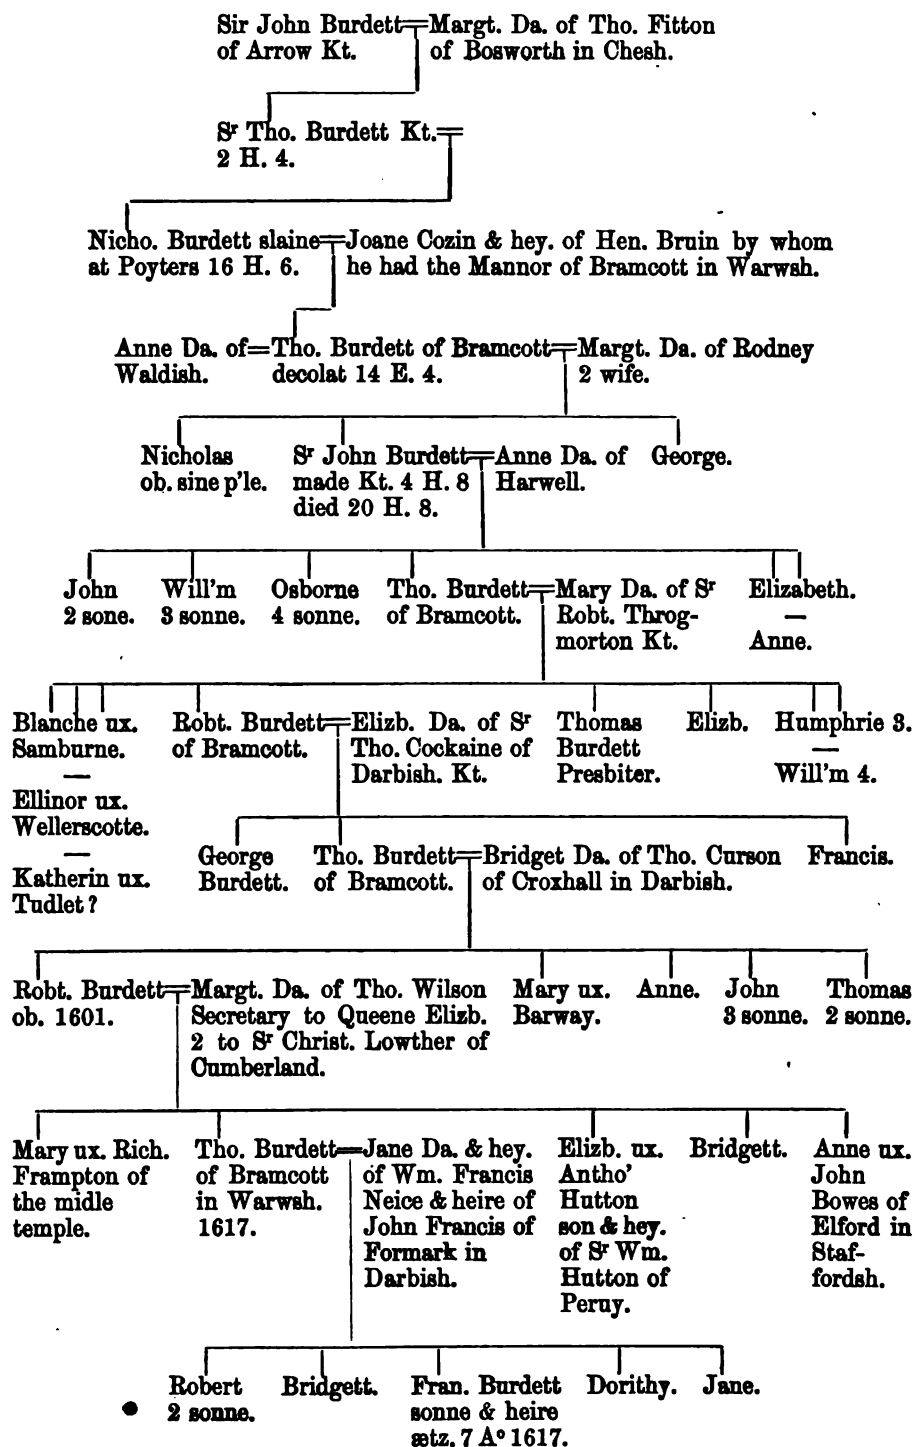 Sir John Burdett=Margt. Da. of Tho. Fitton
of Arrow Kt. of Bosworth in Chesh.
Sr Tho. Burdett Kt.=
2 H. 4.
Nicho. Burdett slaine=Joane Cozin & hey. of Hen. Bruin by whom
at Poyters 16 H. 6. he had the Mannor of Bramcott in Warwsh.
Anne Da. of=Tho. Burdett of Bramcott=Margt. Da. of Rodney
Waldish. decolat 14 E. 4. 2 wife.
Nicholas
ob. sine p'le.
Sr John Burdett=Anne Da. of
made Kt. 4 H. 8 Harwell.
died 20 H. 8.
George.
John
2 sone.
Will'm
3 sonne.
Osborne
4 sonne.
Tho. Burdett=Mary Da. of Sr
of Bramcott. Robt. Throg-
morton Kt.
Elizabeth.
—
Anne.
Blanche ux.
Samburne.
—
Ellinor ux.
Wellerscotte.
—
Katherin ux.
Tudlet?
Robt. Burdett=Elizb. Da. of Sr
of Bramcott. Tho. Cockaine of
Darbish. Kt.
Thomas
Burdett
Presbiter.
Elizb.
Humphrie 3.
—
Will'm 4.
George
Burdett.
Tho. Burdett=Bridget Da. of Tho. Curson
of Bramcott. of Croxhall in Darbish.
Francis.
Robt. Burdett=Margt. Da. of Tho. Wilson
ob. 1601. Secretary to Queene Elizb.
2 to Sr Christ. Lowther of
Cumberland.
Mary ux.
Barway.
Anne.
John
3 sonne.
Thomas
2 sonne.
Mary ux. Rich.
Frampton of
the midle
temple.
Tho. Burdett=Jane Da. & hey.
of Bramcott of Wm. Francis
in Warwsh. Neice & heire of
1617. John Francis of
Formark in
Darbish.
Elizb. ux.
Antho'
Hutton
son & hey.
of Sr Wm.
Hutton of
Peruy.
Bridgett.
Anne ux.
John
Bowes of
Elford in
Staf-
fordsh.
Robert
2 sonne.
Bridgett.
Fran. Burdett
sonne & heire
ætz. 7 Ao 1617.
Dorithy.
Jane.